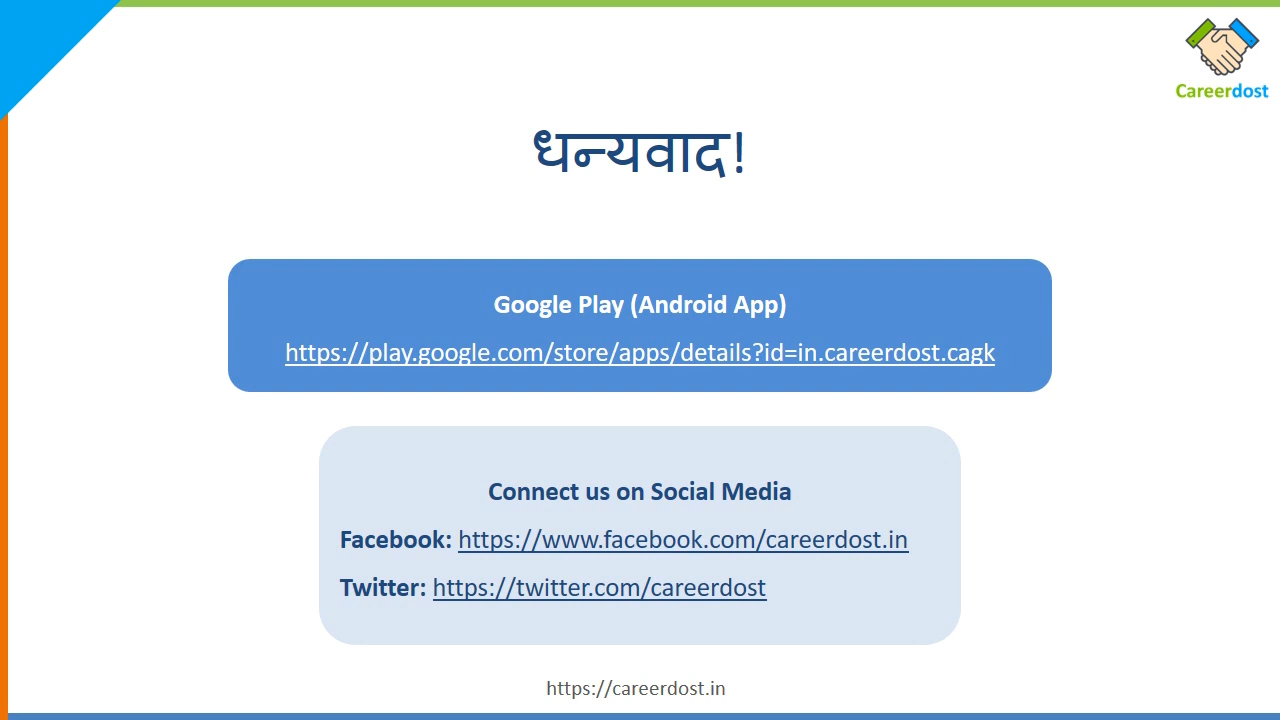 Careerdost
धन्यवाद!
Google Play (Android App)
https://play.google.com/store/apps/details?id=in.careerdost.cagk
Connect us on Social Media
Facebook: https://www.facebook.com/careerdost.in
Twitter: https://twitter.com/careerdost
https://careerdost.in